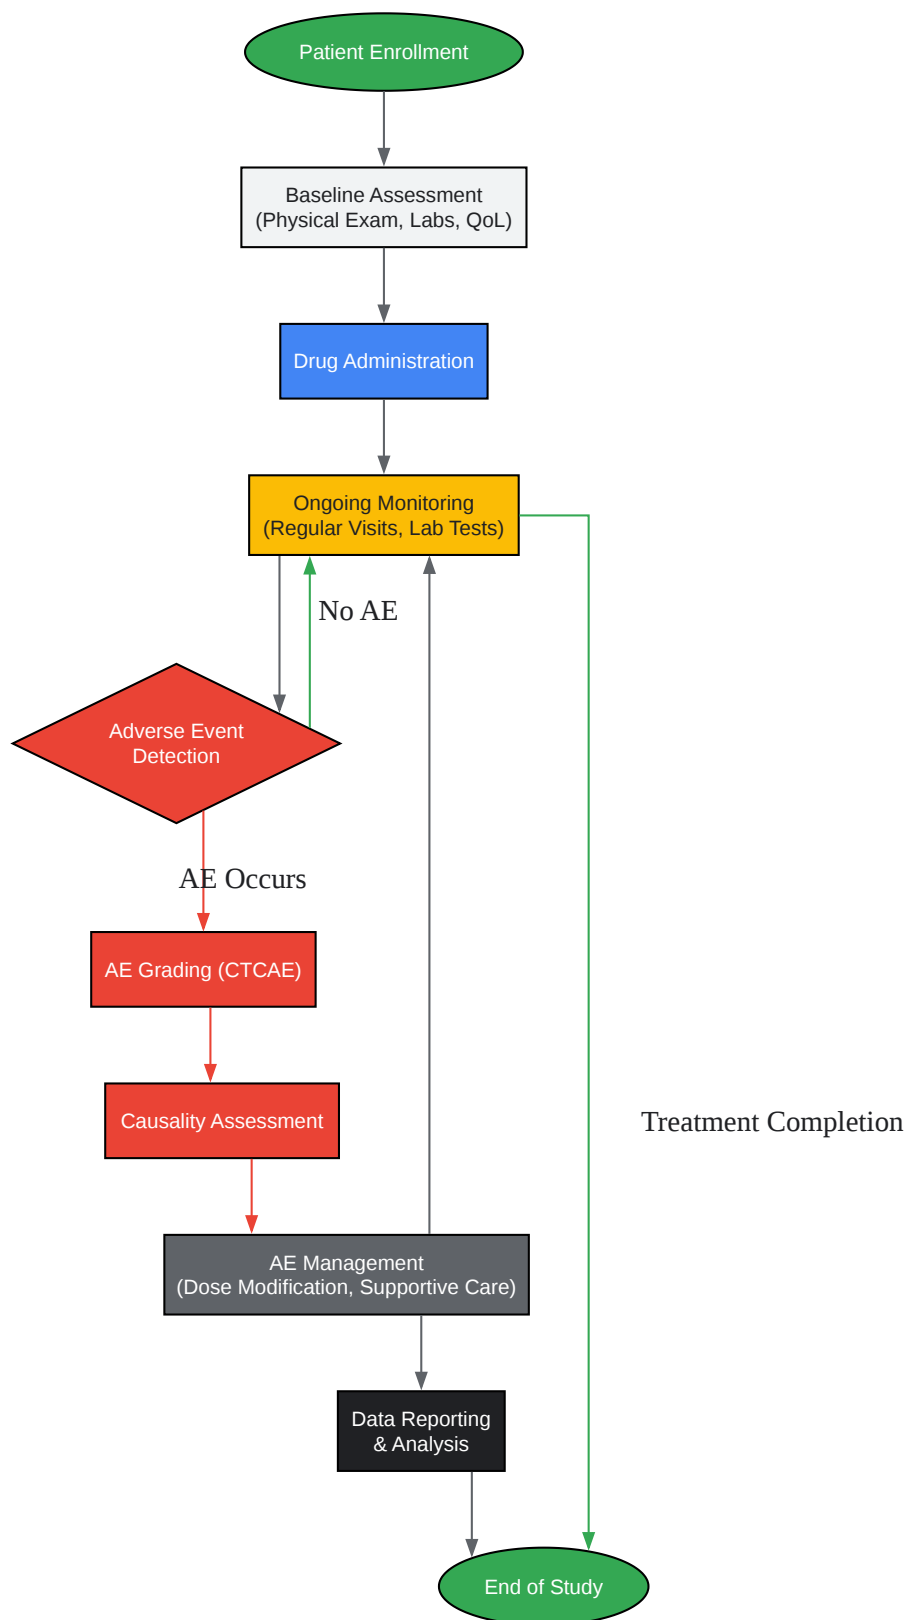 Patient Enrollment
Baseline Assessment
(Physical Exam, Labs, QoL)
Drug Administration
Ongoing Monitoring
(Regular Visits, Lab Tests)
No AE
Adverse Event
Detection
AE Occurs
AE Grading (CTCAE)
Causality Assessment
Treatment Completion
AE Management
(Dose Modification, Supportive Care)
Data Reporting
& Analysis
End of Study